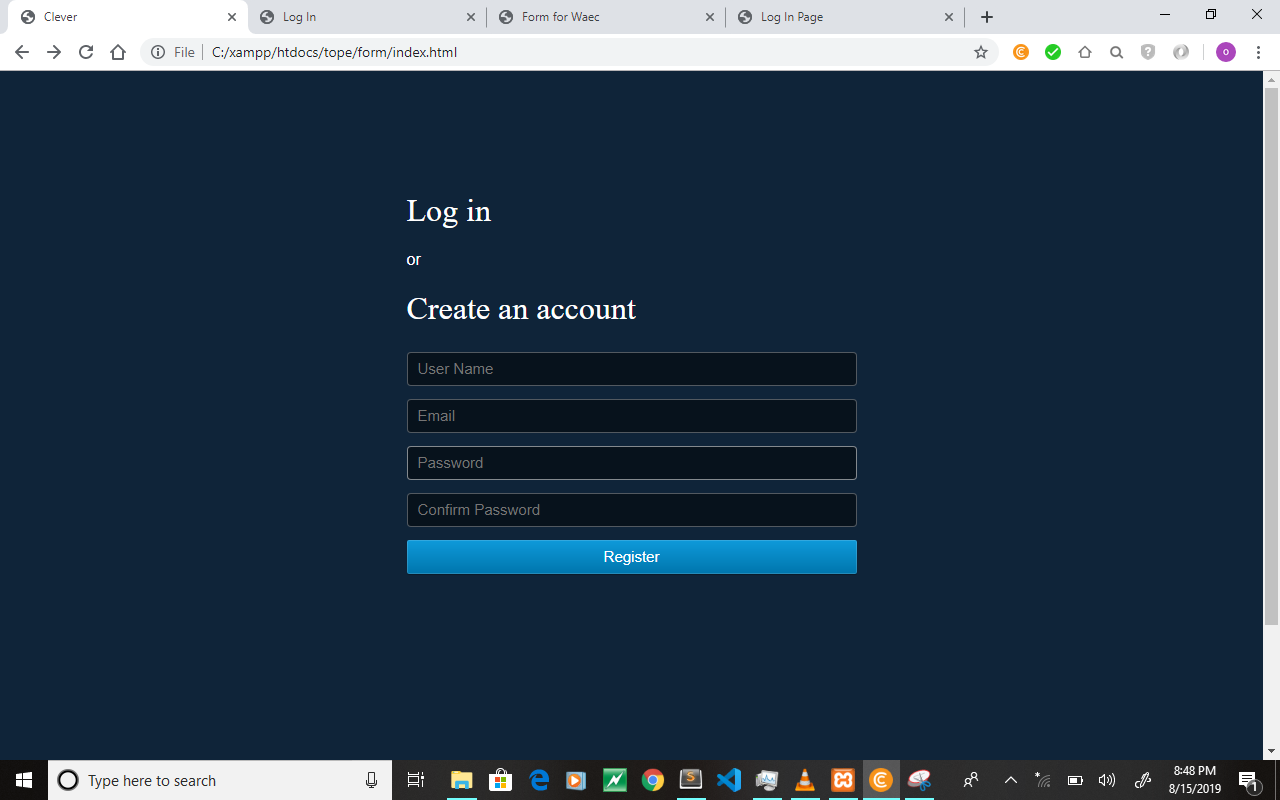 Clever
Log In
Form for Waec
Log In Page
File
C:/xampp/htdocs/tope/form/index.html
o
Log in
or
Create an account
User Name
Email
Password
Confirm Password
Register
Type here to search
8:48 PM
8/15/2019
1